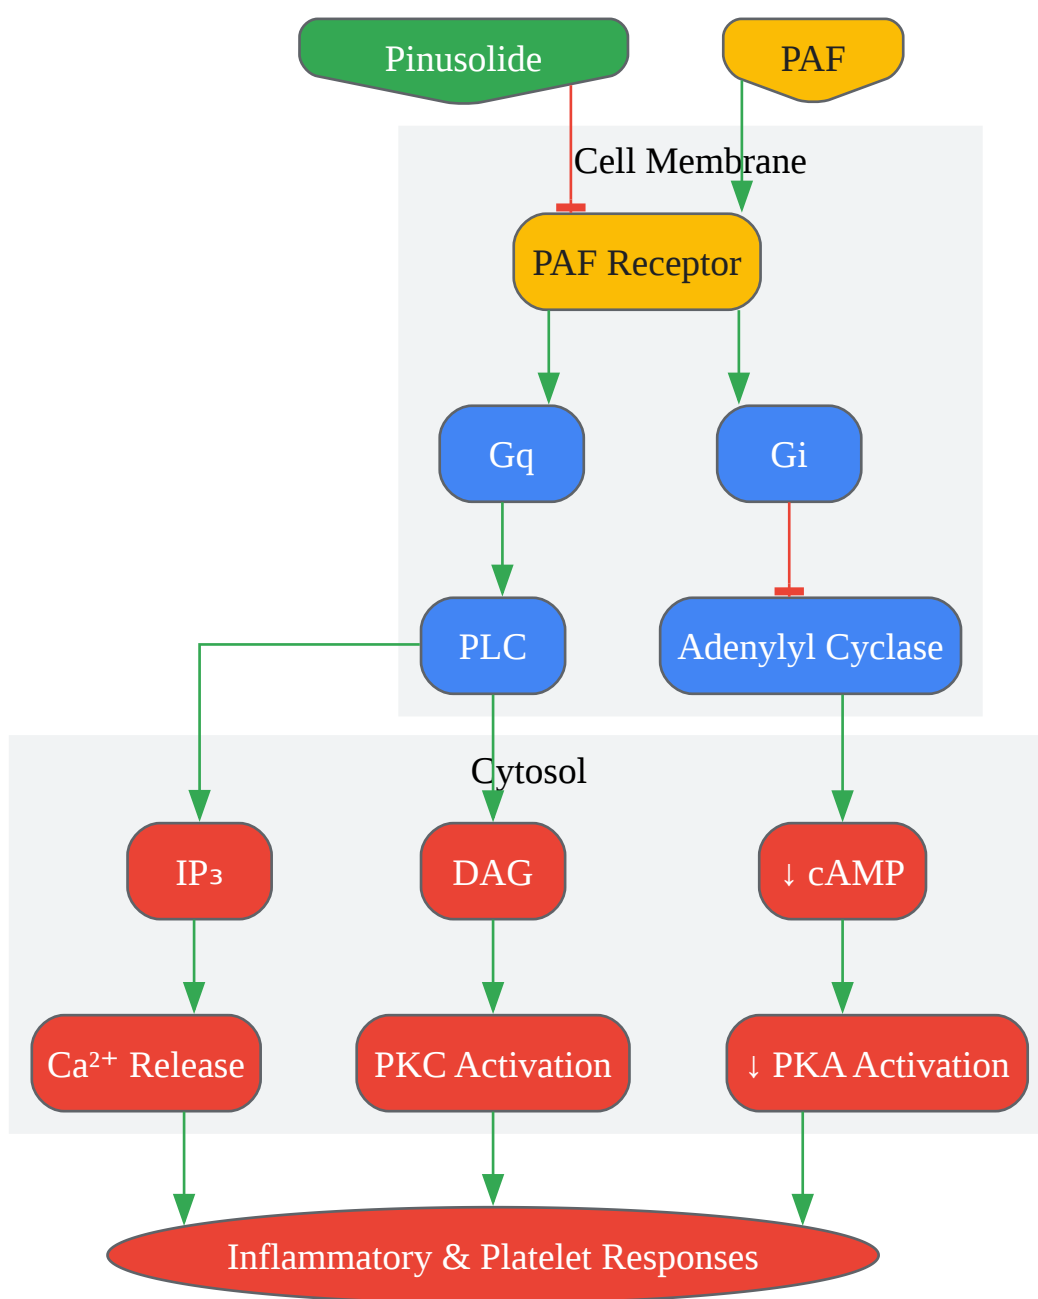 Pinusolide
PAF
Cell Membrane
PAF Receptor
Gq
Gi
PLC
Adenylyl Cyclase
Cytosol
IP₃
DAG
↓ cAMP
Ca²⁺ Release
PKC Activation
↓ PKA Activation
Inflammatory & Platelet Responses